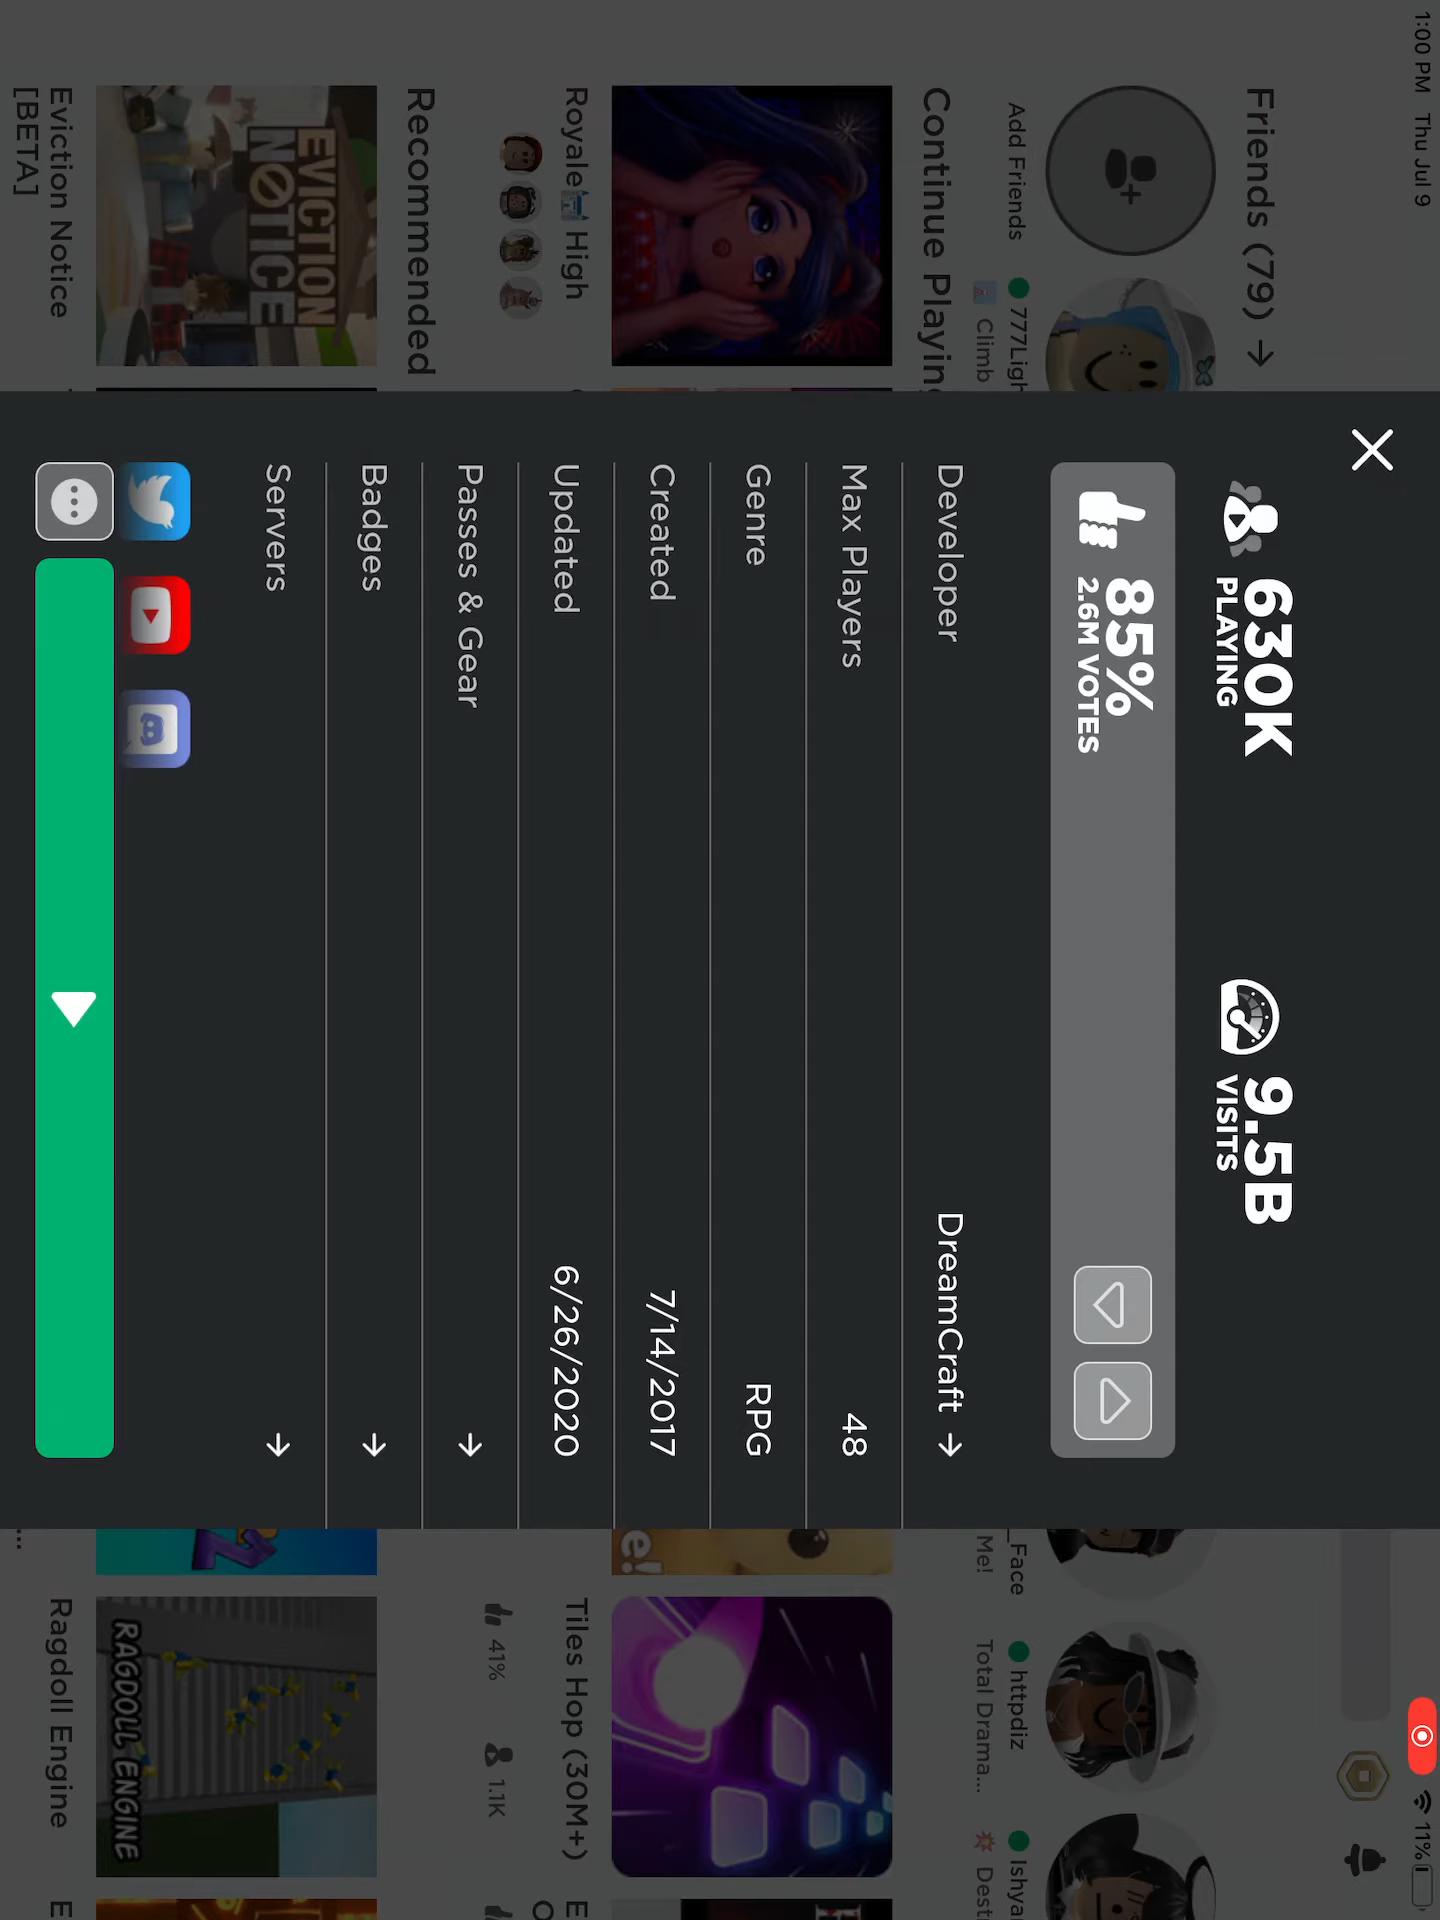 1:00 PM Thu Jul 9
11%
Friends (79)
Add Friends
777Ligh
Climb
_Face
Me!
httpdiz
Total Drama...
Ishya
Dest
Continue Playing
Royale High
Tiles Hop (30M+)
41% 1.1K
Recommended
EVICTION
NOTICE
RAGDOLL ENGINE
Eviction Notice
[BETA]
Ragdoll Engine
630K
PLAYING
9.5B
VISITS
85%
2.6M VOTES
Developer DreamCraft
Max Players 48
Genre RPG
Created 7/14/2017
Updated 6/26/2020
Passes & Gear
Badges
Servers